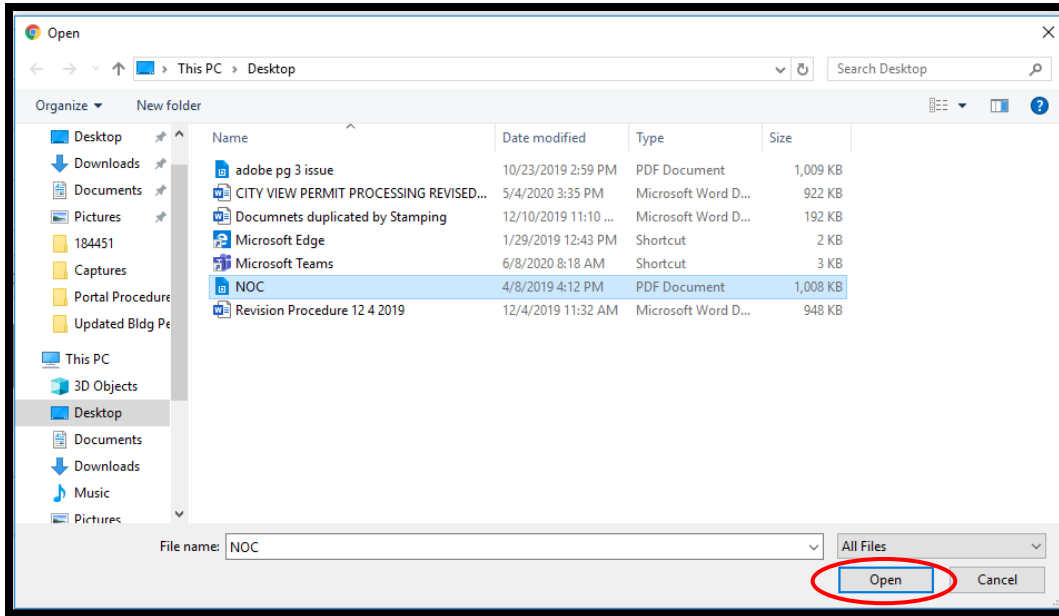 Open
This PC > Desktop
Search Desktop
Organize New folder
Name Date modified Type Size
Desktop
Downloads
Documents
Pictures
184451
Captures
Portal Procedure
Updated Bldg Pe
This PC
3D Objects
Desktop
Documents
Downloads
Music
Pictures
adobe pg 3 issue 10/23/2019 2:59 PM PDF Document 1,009 KB
CITY VIEW PERMIT PROCESSING REVISED... 5/4/2020 3:35 PM Microsoft Word D... 922 KB
Documnets duplicated by Stamping 12/10/2019 11:10 ... Microsoft Word D... 192 KB
Microsoft Edge 1/29/2019 12:43 PM Shortcut 2 KB
Microsoft Teams 6/8/2020 8:18 AM Shortcut 3 KB
NOC 4/8/2019 4:12 PM PDF Document 1,008 KB
Revision Procedure 12 4 2019 12/4/2019 11:32 AM Microsoft Word D... 948 KB
File name: NOC All Files
Open Cancel